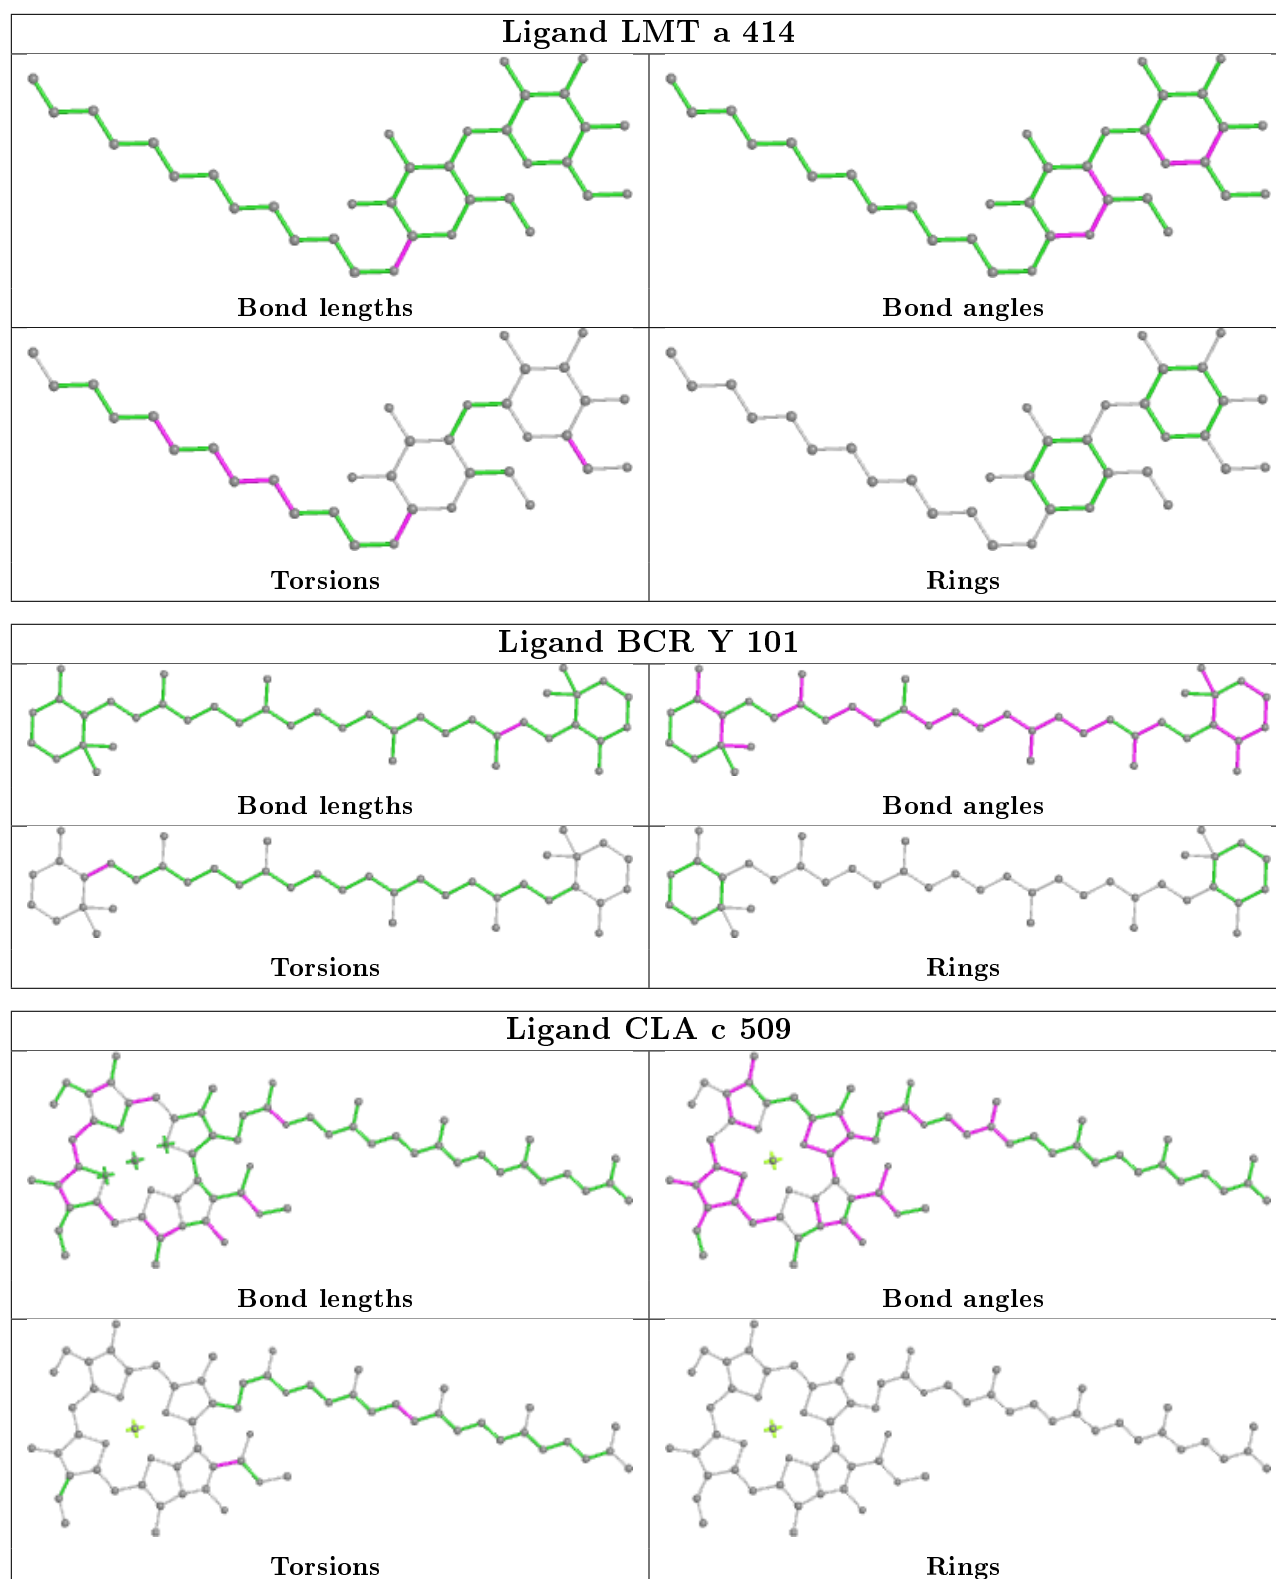 Ligand LMT a 414
Bond lengths
Bond angles
Torsions
Rings
Ligand BCR Y 101
Bond lengths
Bond angles
Torsions
Rings
Ligand CLA c 509
Bond lengths
Bond angles
Torsions
Rings